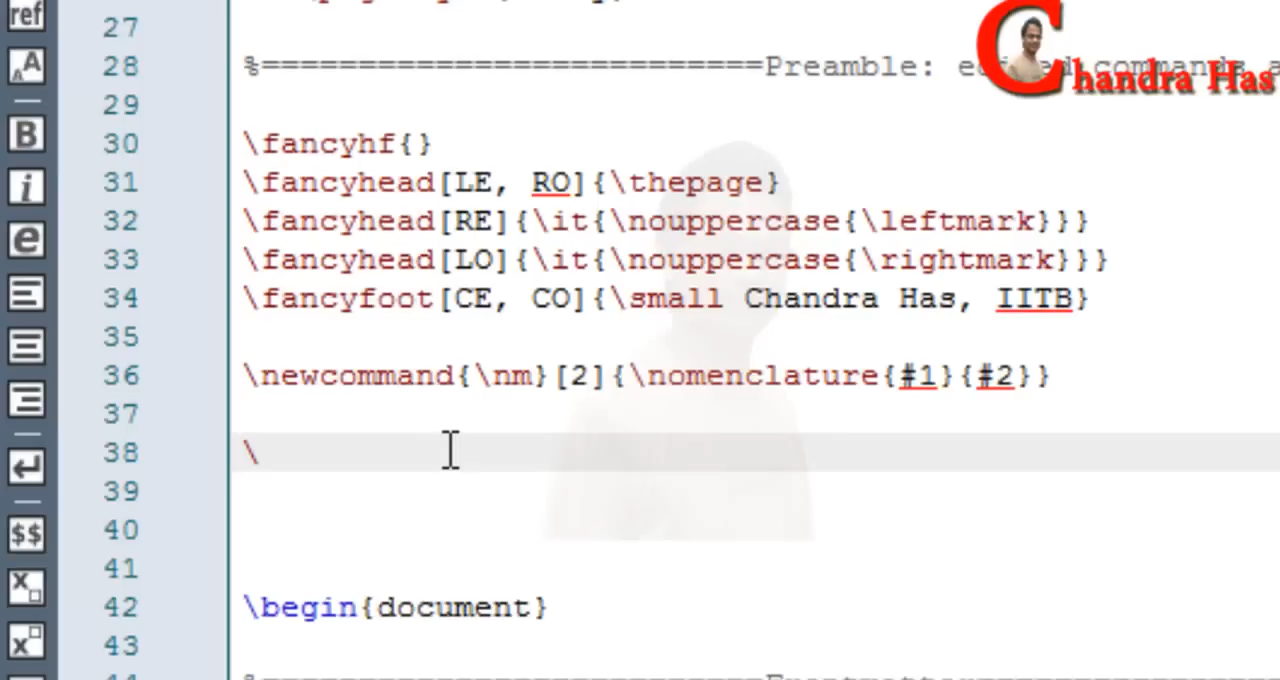 ref
27
28 %==========================Preamble:
Chandra Has
29
30 \fancyhf{}
31 \fancyhead[LE, RO]{\thepage}
32 \fancyhead[RE]{\it{\nouppercase{\leftmark}}}
33 \fancyhead[LO]{\it{\nouppercase{\rightmark}}}
34 \fancyfoot[CE, CO]{\small Chandra Has, IITB}
35
36 \newcommand{\nm}[2]{\nomenclature{#1}{#2}}
37
38 \
39
40
$$
41
42 \begin{document}
43